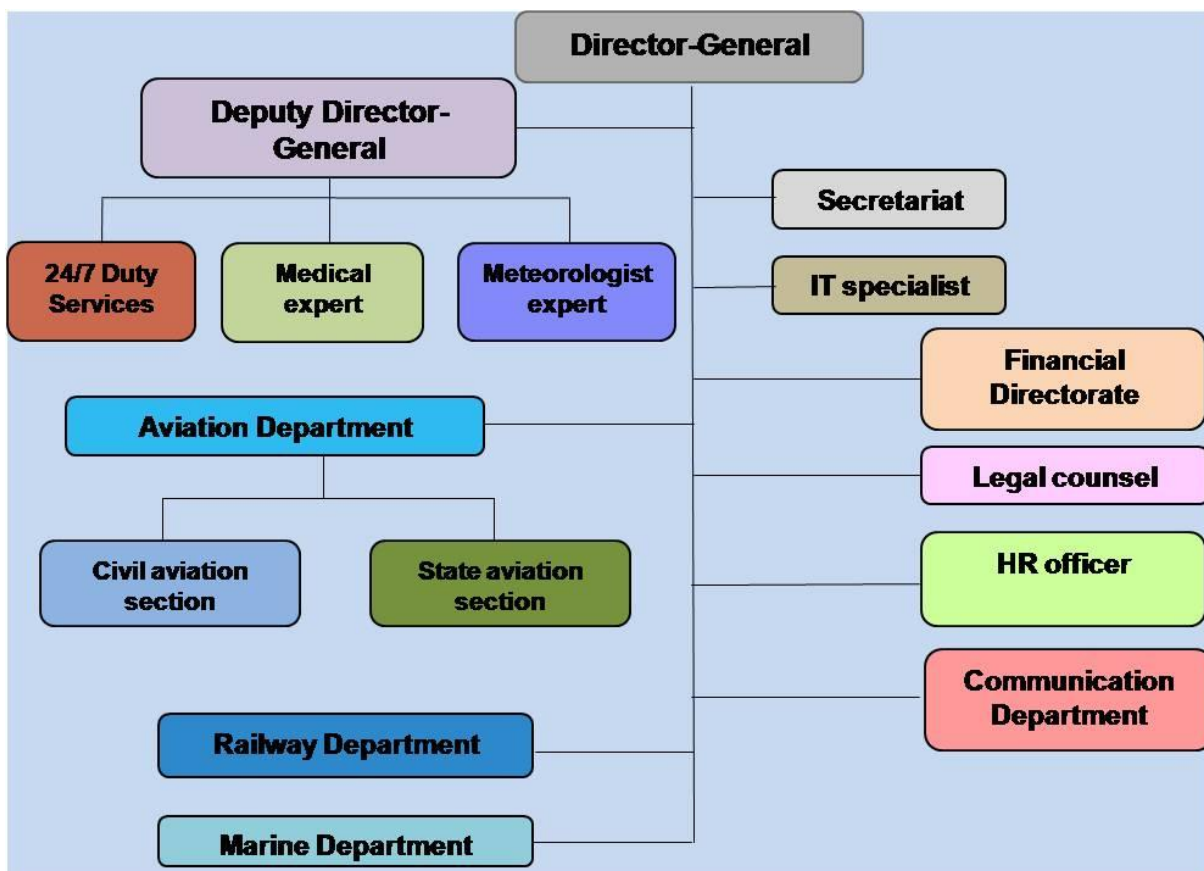 Director-General
Deputy Director-
General
Secretariat
24/7 Duty
Services
Medical
expert
Meteorologist
expert
IT specialist
Financial
Directorate
Aviation Department
Legal counsel
Civil aviation
section
State aviation
section
HR officer
Communication
Department
Railway Department
Marine Department